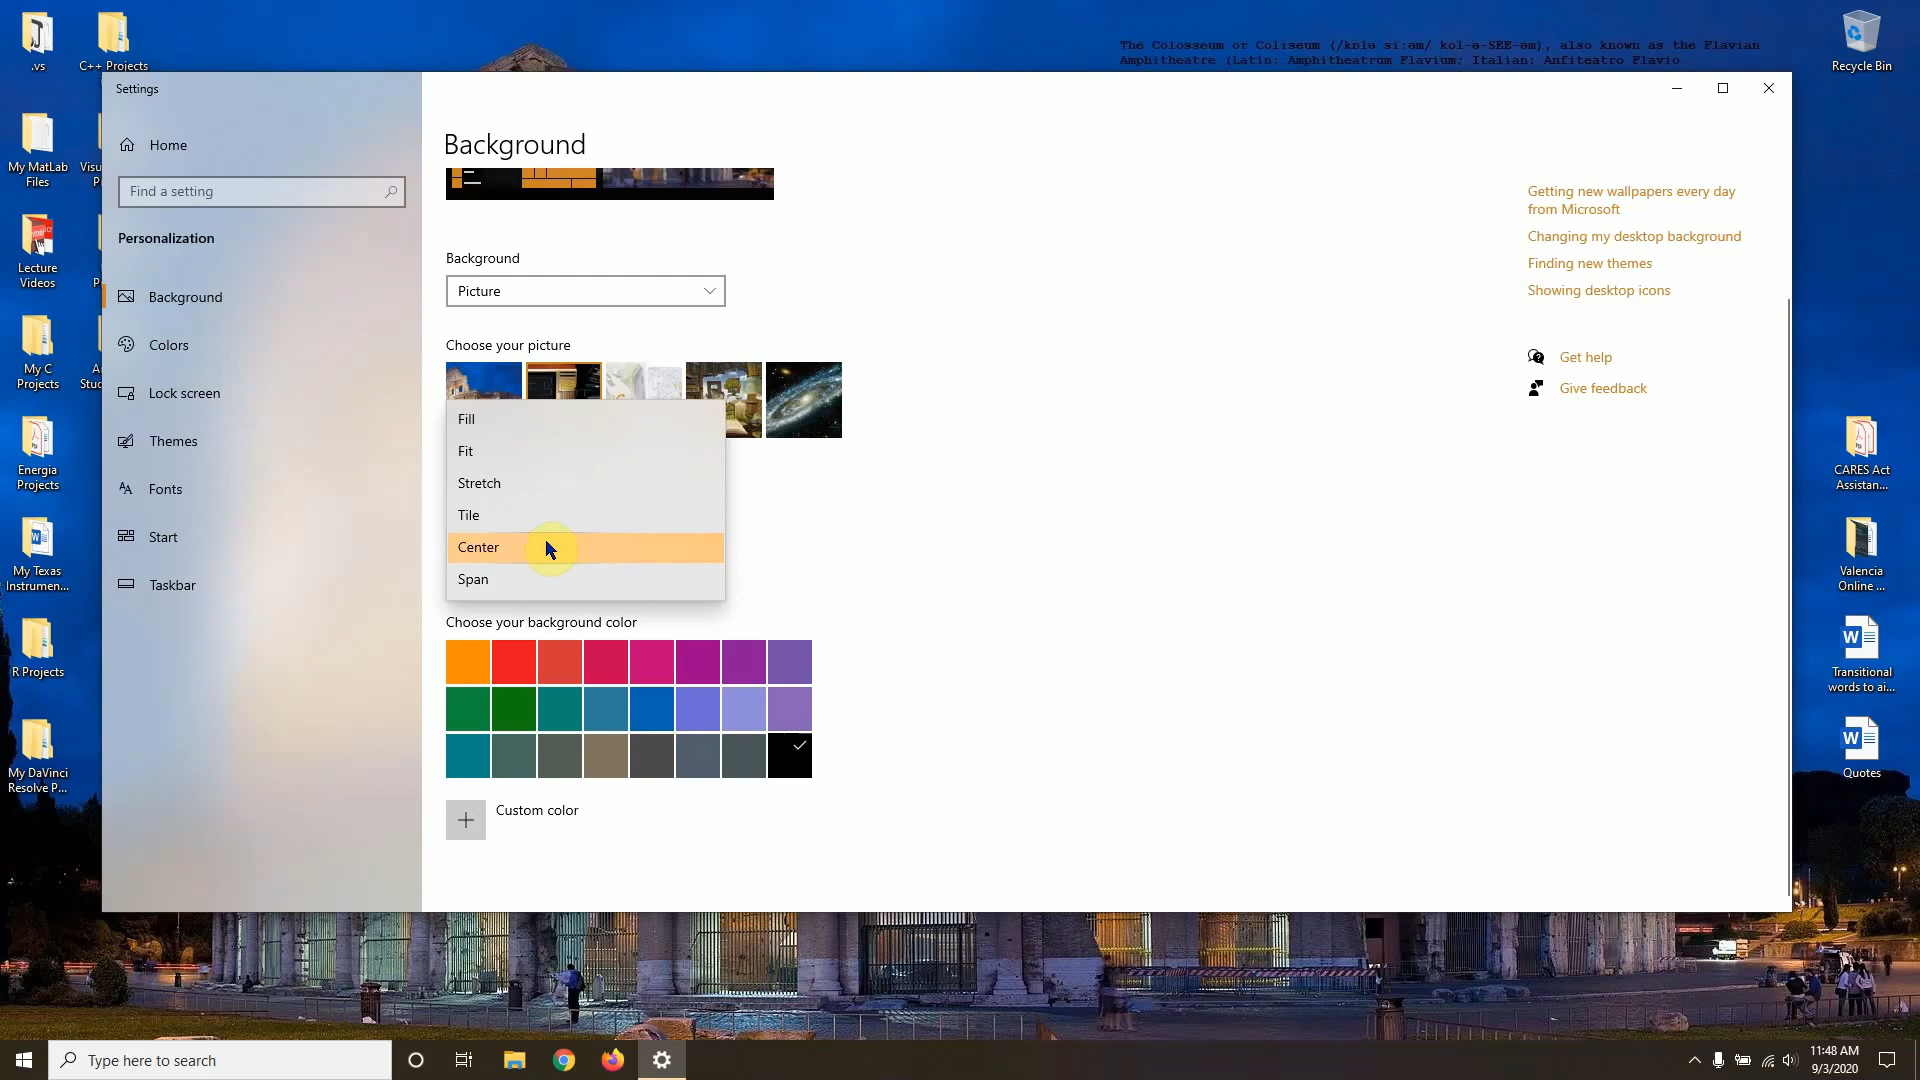 .vs
C++ Projects
The Colosseum or Coliseum (/kɒləˈsiːəm/ kol-ə-SEE-əm), also known as the Flavian
Amphitheatre (Latin: Amphitheatrum Flavium; Italian: Anfiteatro Flavio
Recycle Bin
Settings
Home
Find a setting
Personalization
Background
Colors
Lock screen
Themes
Fonts
Start
Taskbar
Background
Background
Picture
Choose your picture
Fill
Fit
Stretch
Tile
Center
Span
Choose your background color
Custom color
Getting new wallpapers every day
from Microsoft
Changing my desktop background
Finding new themes
Showing desktop icons
Get help
Give feedback
My MatLab
Files
Lecture
Videos
My C
Projects
Energia
Projects
My Texas
Instrumen...
R Projects
My DaVinci
Resolve P...
CARES Act
Assistan...
Valencia
Online ...
Transitional
words to ai...
Quotes
Type here to search
11:48 AM
9/3/2020